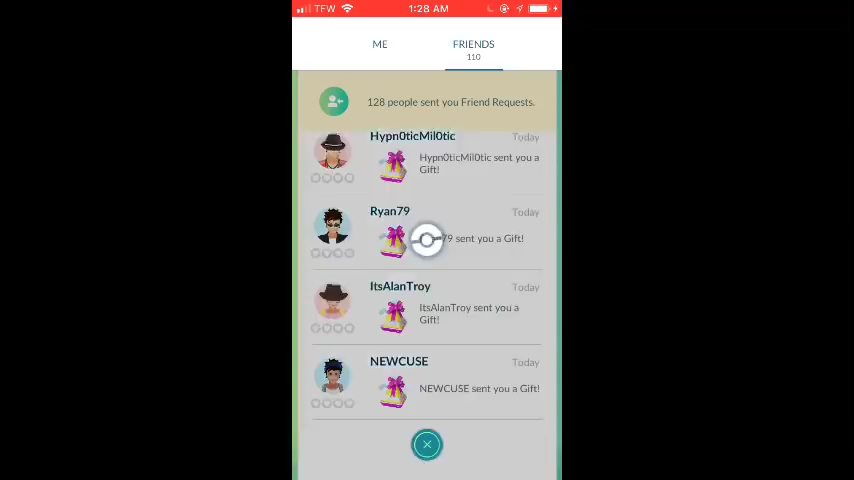 TFW 1:28 AM
ME FRIENDS
110
128 people sent you Friend Requests.
Hypn0ticMil0tic Today
Hypn0ticMil0tic sent you a
Gift!
Ryan79 Today
79 sent you a Gift!
ItsAlanTroy Today
ItsAlanTroy sent you a
Gift!
NEWCUSE Today
NEWCUSE sent you a Gift!